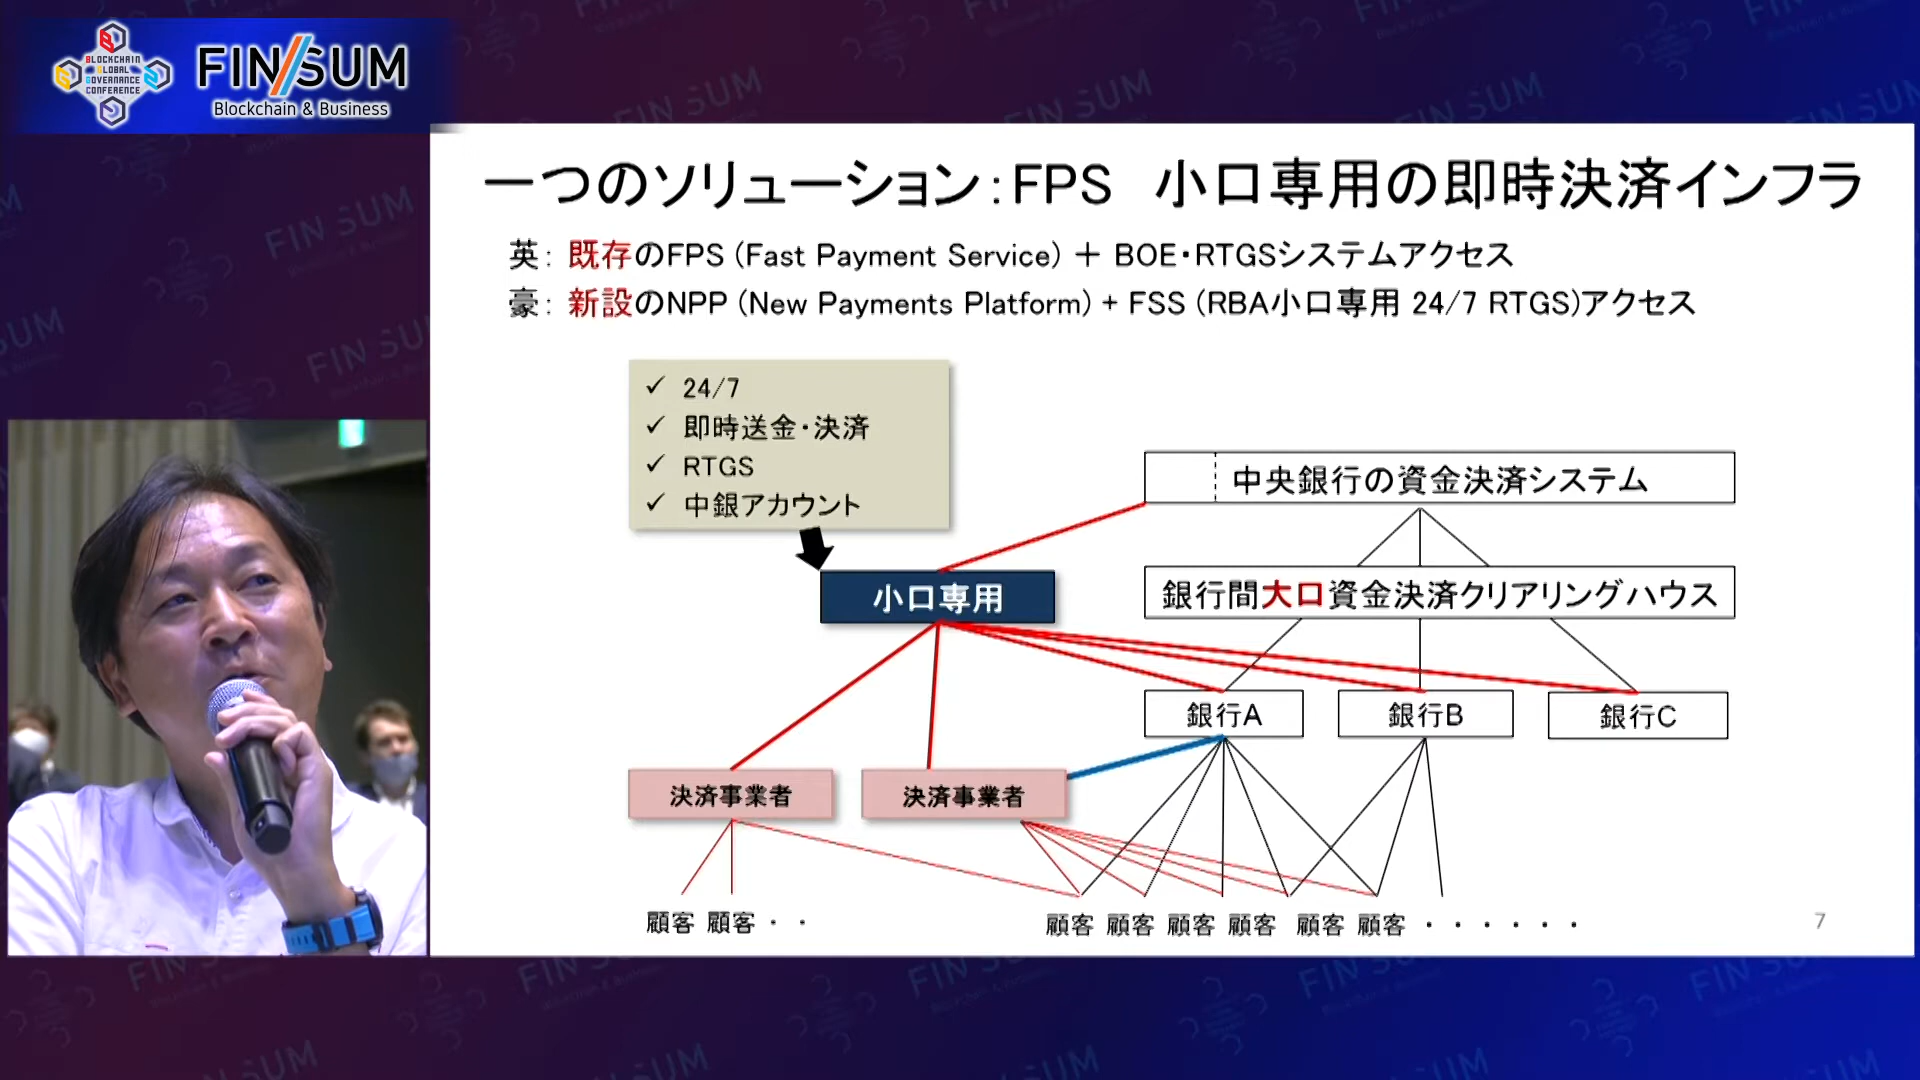 BLOCKCHAIN
GLOBAL
GOVERNANCE
CONFERENCE
FIN/SUM
Blockchain & Business
一つのソリューション：FPS　小口専用の即時決済インフラ
英： 既存のFPS (Fast Payment Service) ＋ BOE・RTGSシステムアクセス
豪： 新設のNPP (New Payments Platform) + FSS (RBA小口専用 24/7 RTGS)アクセス
✓ 24/7
✓ 即時送金・決済
✓ RTGS
✓ 中銀アカウント
中央銀行の資金決済システム
小口専用
銀行間大口資金決済クリアリングハウス
銀行A
銀行B
銀行C
決済事業者
決済事業者
顧客 顧客 ・ ・
顧客 顧客 顧客 顧客 顧客 顧客 ・ ・ ・ ・ ・ ・
7